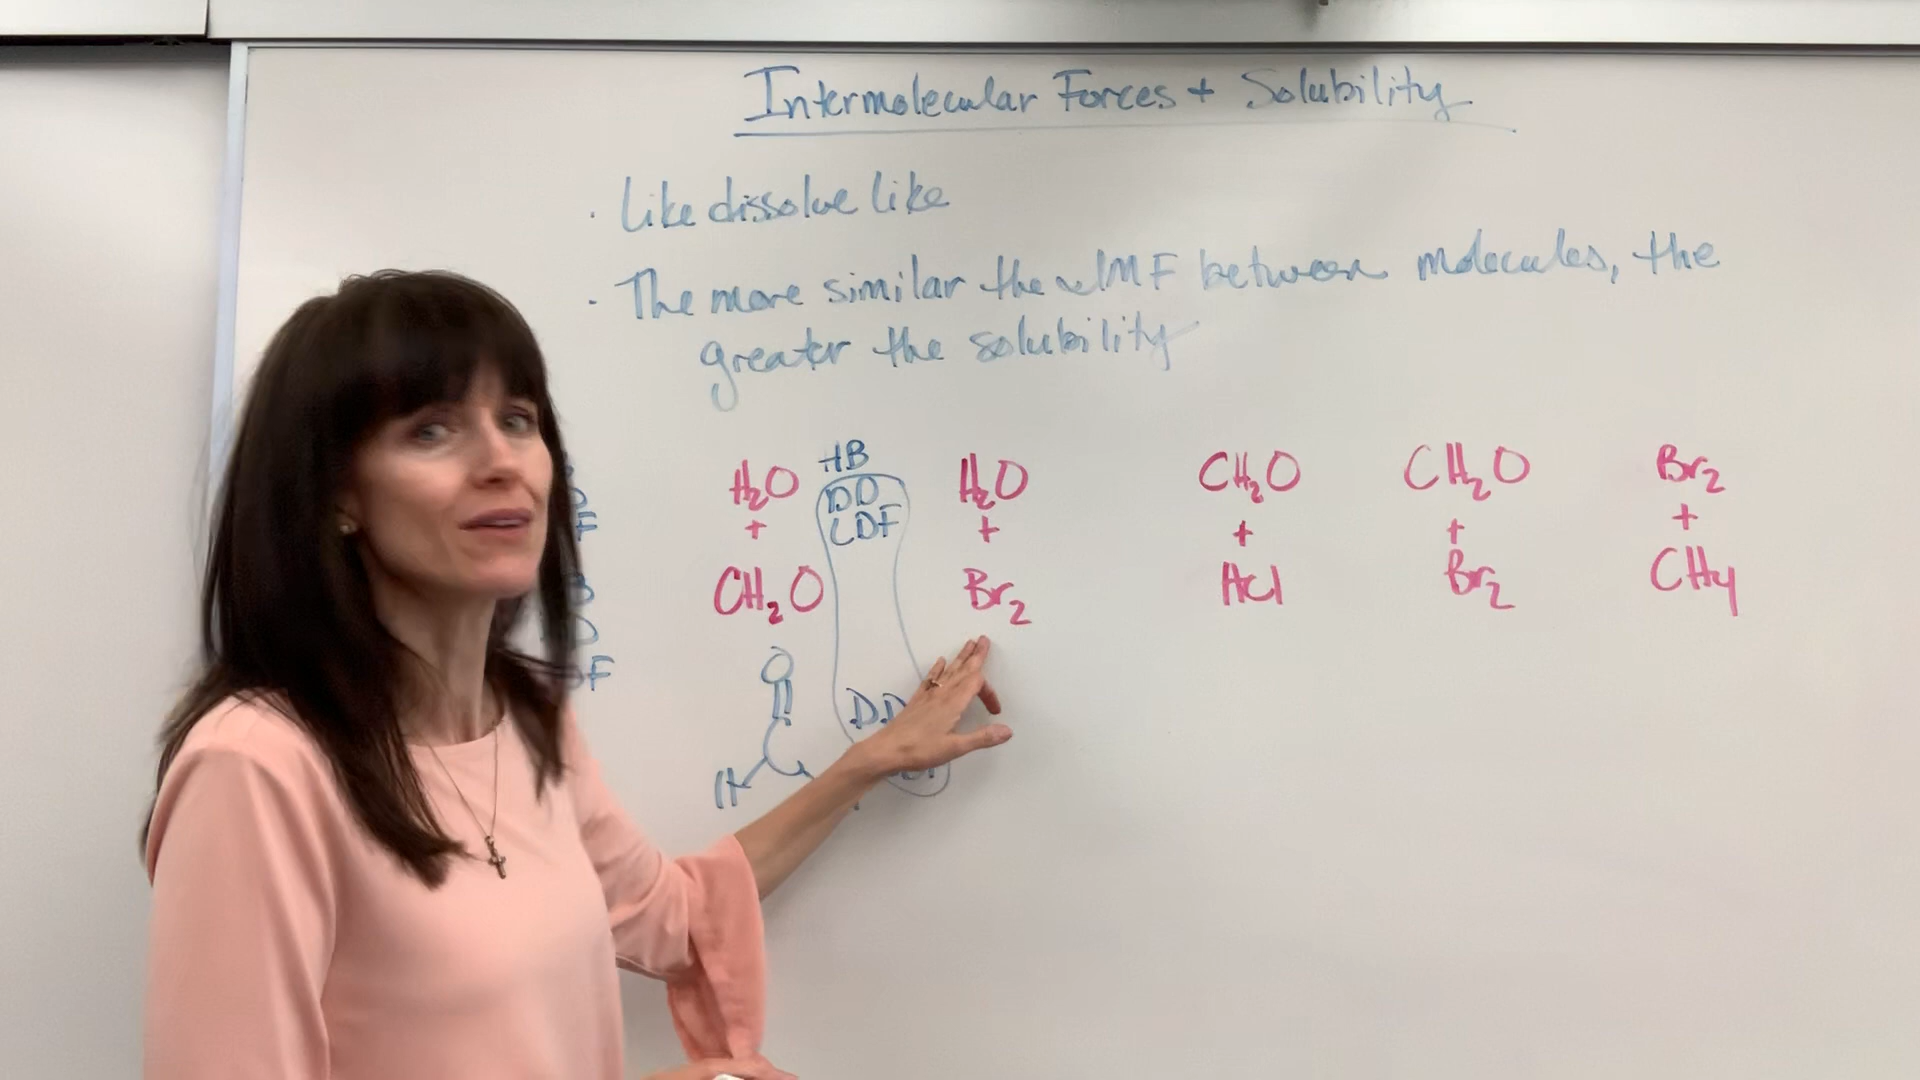 Intermolecular Forces + Solubility
· Like dissolve like
· The more similar the IMF between molecules, the
greater the solubility
HB
H₂O
DD
LDF
H₂O
CH₂O
CH₂O
Br₂
+
+
+
+
+
CH₂O
Br₂
HCl
Br₂
CH₄
O
DD
C
H